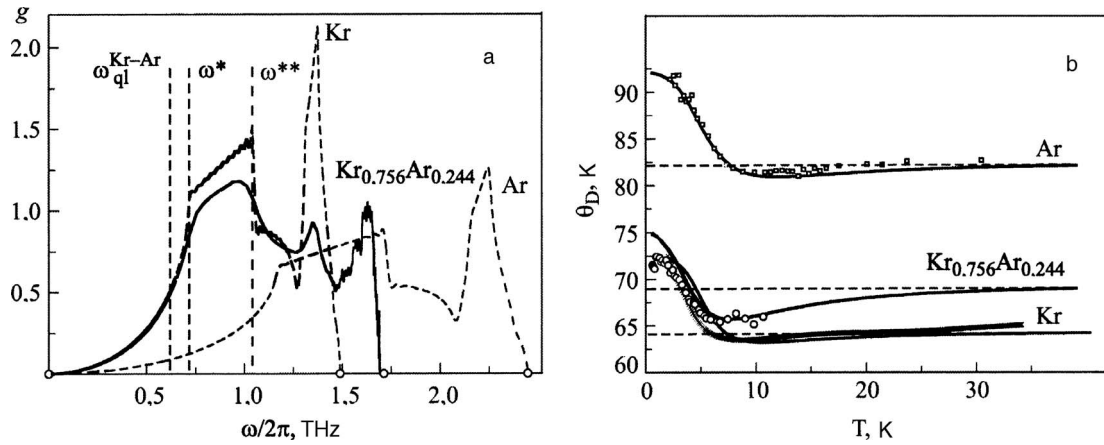 g
2.0
1.5
1.0
0.5
0,5
1.0
1.5
2.0
ω/2π, THz
ω_ql^Kr–Ar
ω*
ω**
Kr
a
Kr0.756Ar0.244
Ar
b
90
85
80
75
70
65
60
0
10
20
30
T, K
θD, K
Ar
Kr0.756Ar0.244
Kr